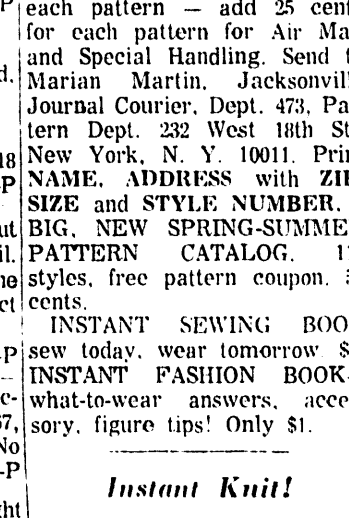 each pattern — add 25 cent
for each pattern for Air Ma
and Special Handling. Send t
Marian Martin, Jacksonvil
Journal Courier, Dept. 473, Pa
tern Dept. 232 West 18th St
New York, N. Y. 10011. Prin
NAME, ADDRESS with ZIP
SIZE and STYLE NUMBER.
BIG, NEW SPRING-SUMME
PATTERN CATALOG. 1
styles, free pattern coupon.
cents.
INSTANT SEWING BOO
sew today, wear tomorrow $
INSTANT FASHION BOOK
what-to-wear answers, acce
sory, figure tips! Only $1.
Instant Knit!